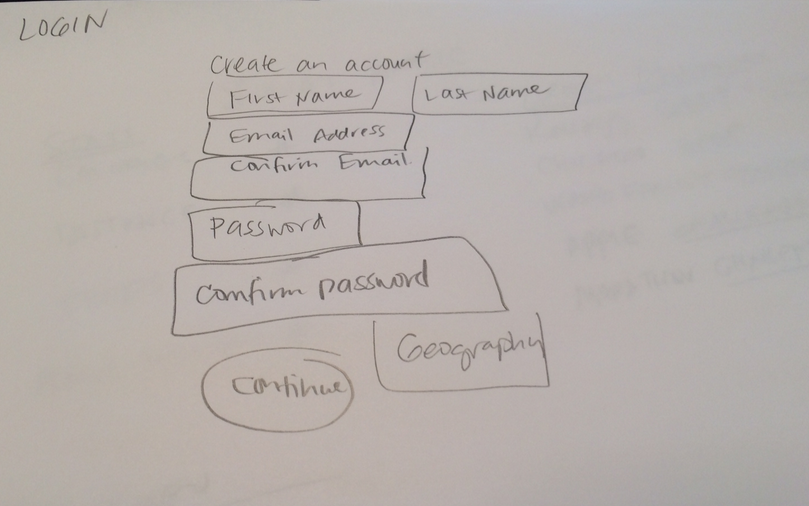 LOGIN
Create an account
First Name
Last Name
Email Address
Confirm Email
Password
Confirm password
Geography
Continue